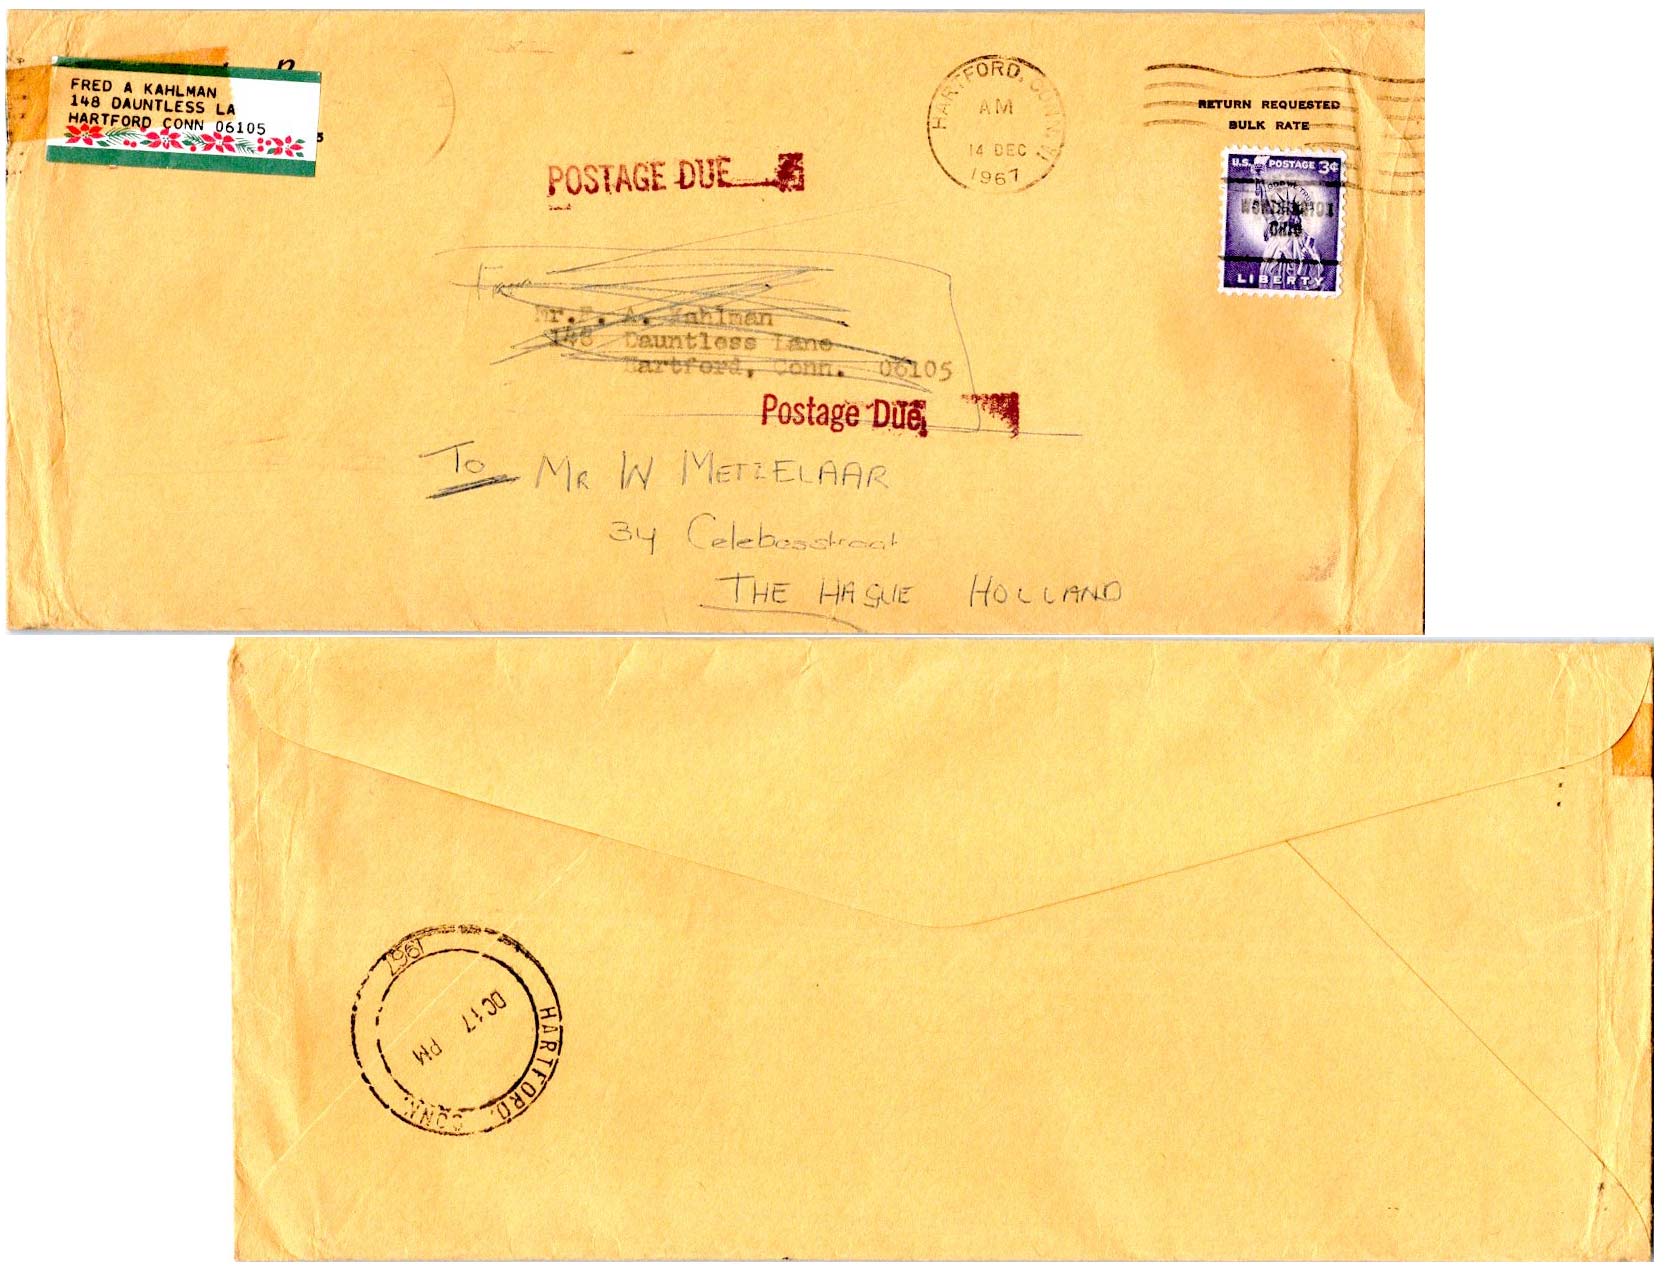 FRED A KAHLMAN
148 DAUNTLESS LA
HARTFORD CONN 06105
POSTAGE DUE
HARTFORD, CONN.
AM
14 DEC
1967
RETURN REQUESTED
BULK RATE
U.S. POSTAGE 3¢
LIBERTY
OHIO
From
Mr. F. A. Kahlman
148 Dauntless Lane
Hartford, Conn. 06105
Postage Due
To MR W METZELAAR
34 Celebesstraat
THE HAGUE HOLLAND
1967
DC 17
PM
HARTFORD, CONN.